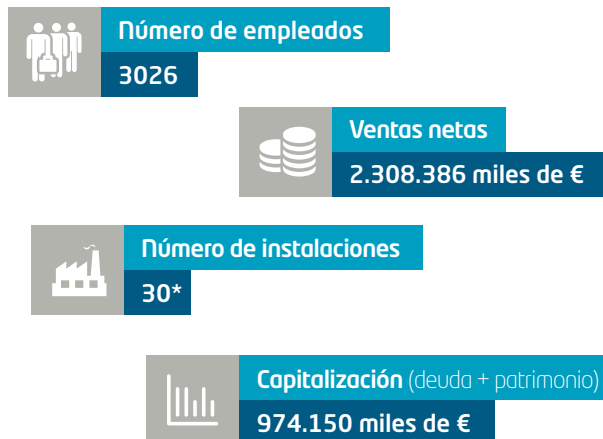 Número de empleados
3026
Ventas netas
2.308.386 miles de €
Número de instalaciones
30*
Capitalización (deuda + patrimonio)
974.150 miles de €